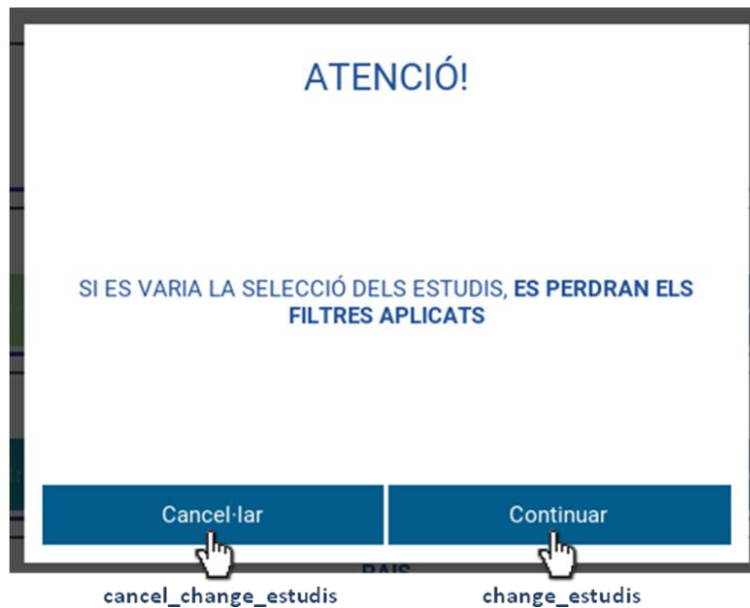 ATENCIÓ!
SI ES VARIA LA SELECCIÓ DELS ESTUDIS, ES PERDRAN ELS
FILTRES APLICATS
Cancel·lar
Continuar
cancel_change_estudis
change_estudis